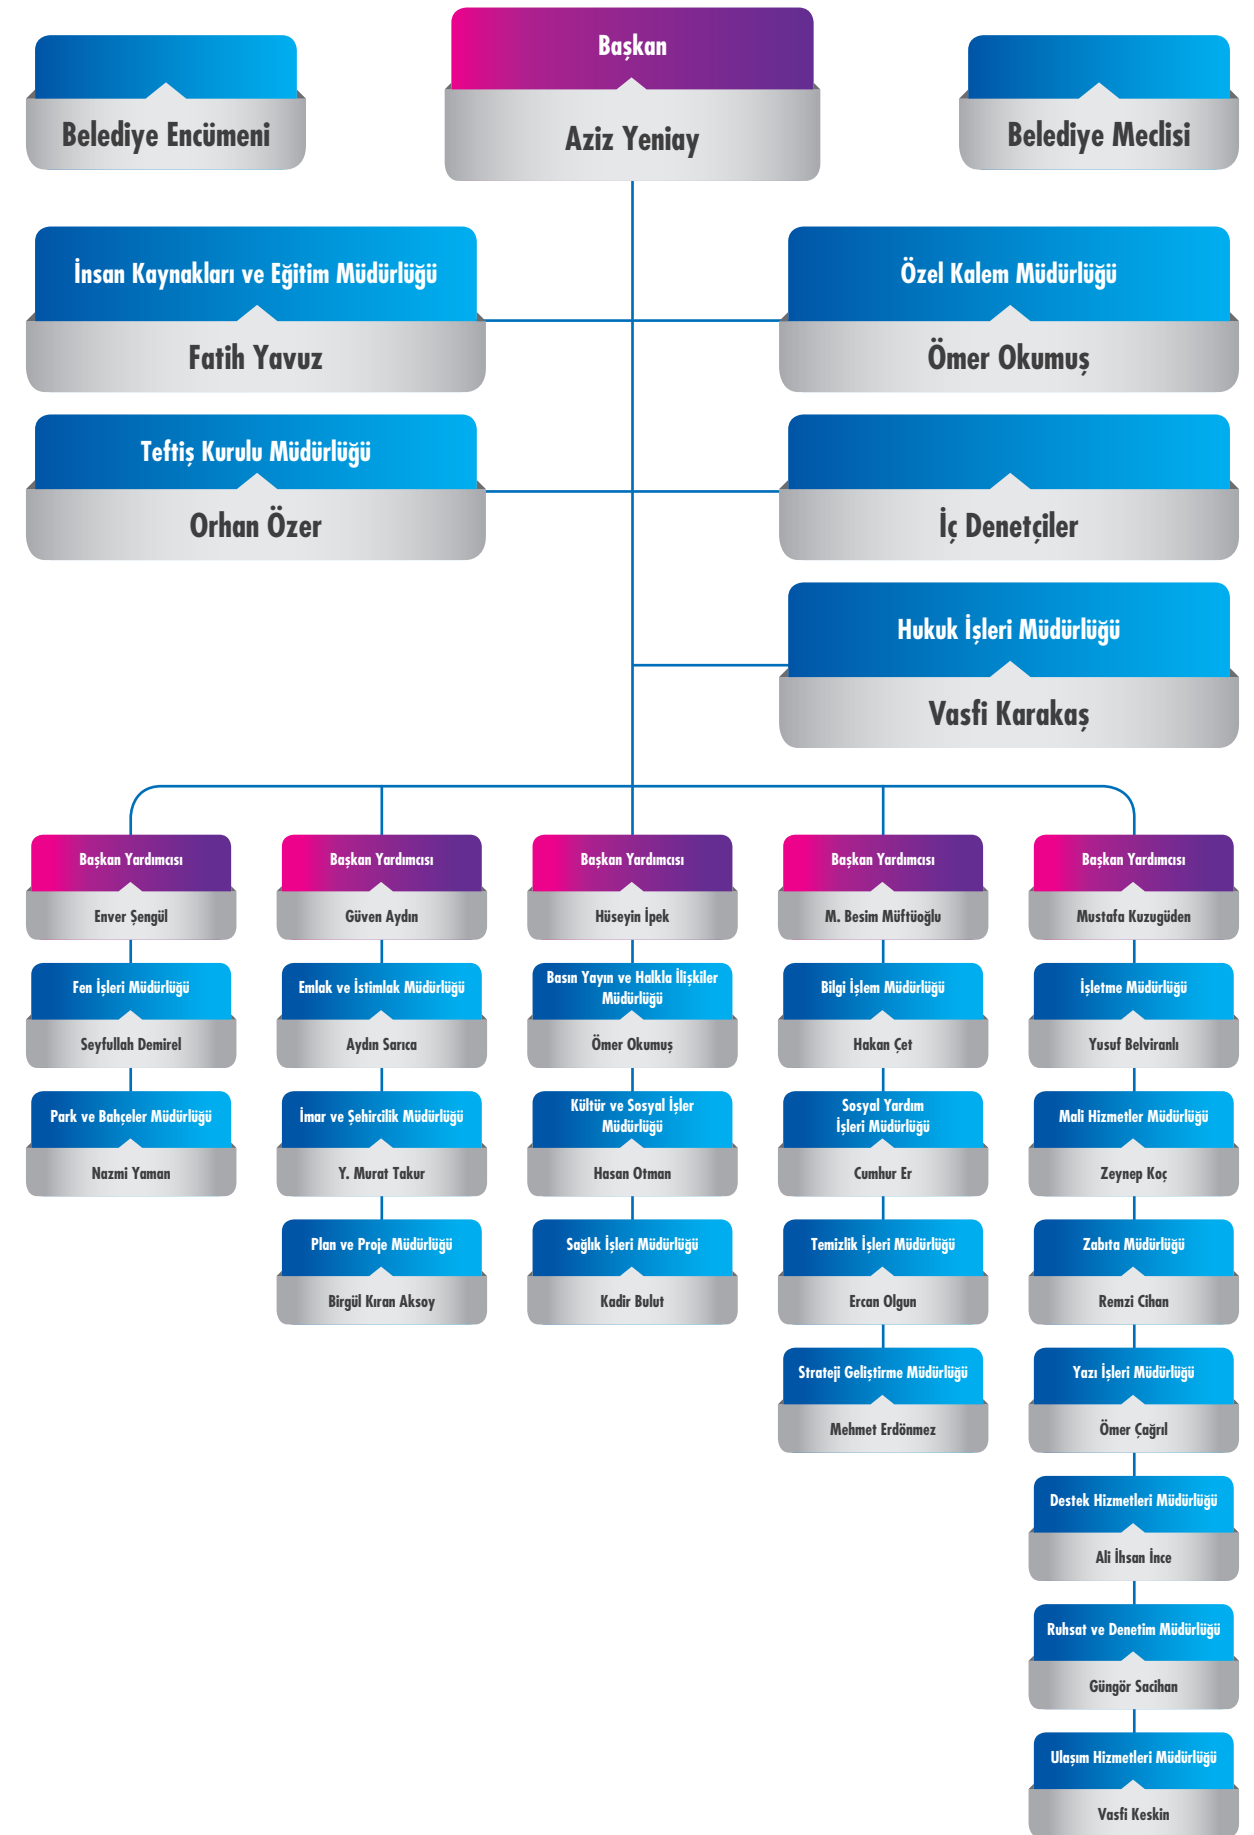 Başkan
Aziz Yeniay
Belediye Encümeni
Belediye Meclisi
İnsan Kaynakları ve Eğitim Müdürlüğü
Fatih Yavuz
Özel Kalem Müdürlüğü
Ömer Okumuş
Teftiş Kurulu Müdürlüğü
Orhan Özer
İç Denetçiler
Hukuk İşleri Müdürlüğü
Vasfi Karakaş
Başkan Yardımcısı
Enver Şengül
Fen İşleri Müdürlüğü
Seyfullah Demirel
Park ve Bahçeler Müdürlüğü
Nazmi Yaman
Başkan Yardımcısı
Güven Aydın
Emlak ve İstimlak Müdürlüğü
Aydın Sarıca
İmar ve Şehircilik Müdürlüğü
Y. Murat Takur
Plan ve Proje Müdürlüğü
Birgül Kıran Aksoy
Başkan Yardımcısı
Hüseyin İpek
Basın Yayın ve Halkla İlişkiler
Müdürlüğü
Ömer Okumuş
Kültür ve Sosyal İşler
Müdürlüğü
Hasan Otman
Sağlık İşleri Müdürlüğü
Kadir Bulut
Başkan Yardımcısı
M. Besim Müftüoğlu
Bilgi İşlem Müdürlüğü
Hakan Çet
Sosyal Yardım
İşleri Müdürlüğü
Cumhur Er
Temizlik İşleri Müdürlüğü
Ercan Olgun
Strateji Geliştirme Müdürlüğü
Mehmet Erdönmez
Başkan Yardımcısı
Mustafa Kuzugüden
İşletme Müdürlüğü
Yusuf Belviranlı
Mali Hizmetler Müdürlüğü
Zeynep Koç
Zabıta Müdürlüğü
Remzi Cihan
Yazı İşleri Müdürlüğü
Ömer Çağrıl
Destek Hizmetleri Müdürlüğü
Ali İhsan İnce
Ruhsat ve Denetim Müdürlüğü
Güngör Sacihan
Ulaşım Hizmetleri Müdürlüğü
Vasfi Keskin